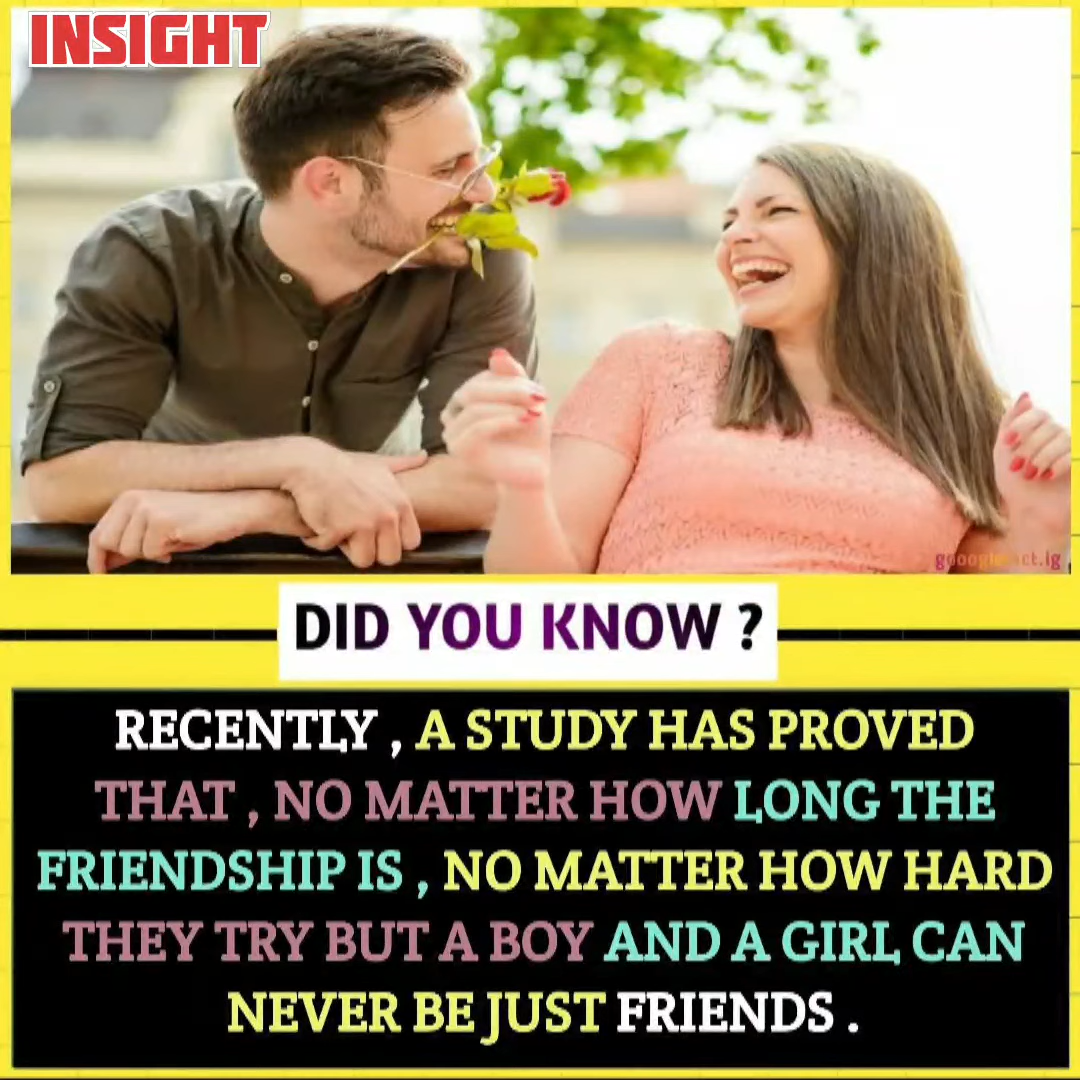 INSIGHT
DID YOU KNOW ?
RECENTLY , A STUDY HAS PROVED
THAT , NO MATTER HOW LONG THE
FRIENDSHIP IS , NO MATTER HOW HARD
THEY TRY BUT A BOY AND A GIRL CAN
NEVER BE JUST FRIENDS .